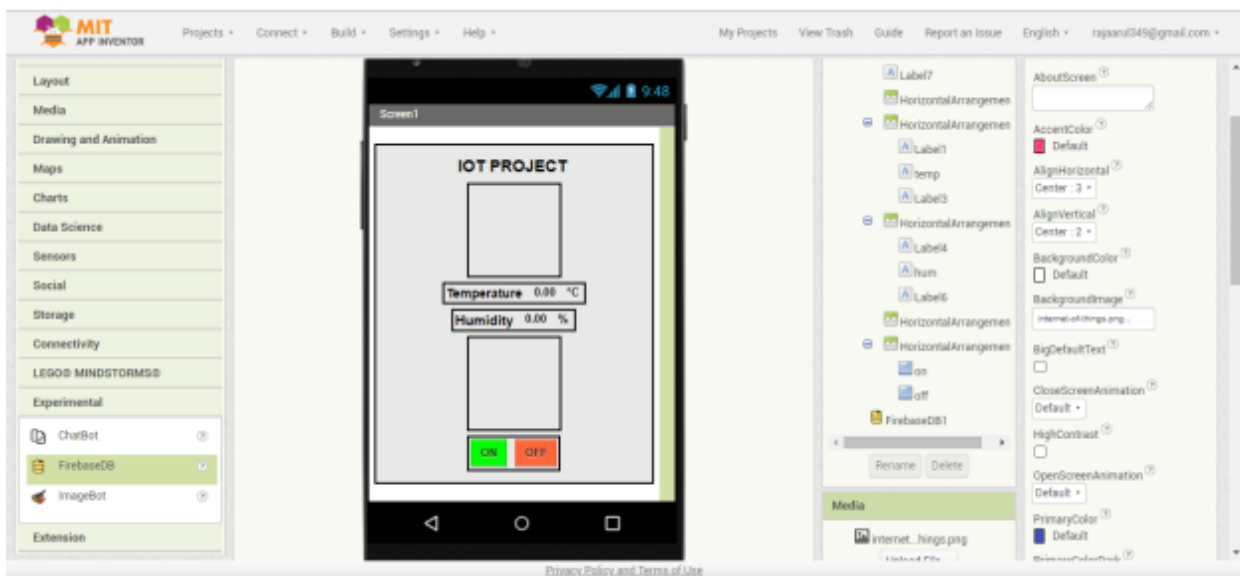 MIT
APP INVENTOR
Projects
Connect
Build
Settings
Help
My Projects
View Trash
Guide
Report an Issue
English
rajaarul349@gmail.com
Layout
Media
Drawing and Animation
Maps
Charts
Data Science
Sensors
Social
Storage
Connectivity
LEGO® MINDSTORMS®
Experimental
ChatBot
FirebaseDB
ImageBot
Extension
9:48
Screen1
IOT PROJECT
Temperature 0.00 °C
Humidity 0.00 %
ON OFF
Label7
HorizontalArrangemen
HorizontalArrangemen
Label1
temp
Label3
HorizontalArrangemen
Label4
hum
Label6
HorizontalArrangemen
HorizontalArrangemen
on
off
FirebaseDB1
Rename Delete
Media
internet...hings.png
Upload File ...
AboutScreen
AccentColor
Default
AlignHorizontal
Center : 3
AlignVertical
Center : 2
BackgroundColor
Default
BackgroundImage
internet-of-things.png...
BigDefaultText
CloseScreenAnimation
Default
HighContrast
OpenScreenAnimation
Default
PrimaryColor
Default
PrimaryColorDark
Privacy Policy and Terms of Use